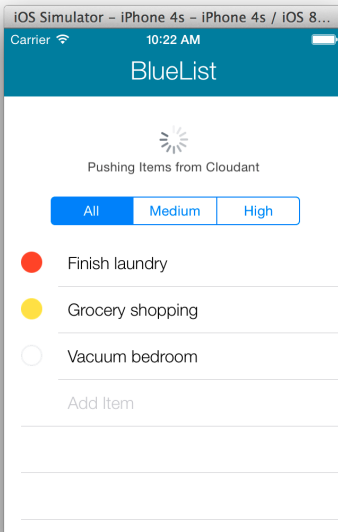 iOS Simulator – iPhone 4s – iPhone 4s / iOS 8...
Carrier 10:22 AM
BlueList
Pushing Items from Cloudant
All Medium High
Finish laundry
Grocery shopping
Vacuum bedroom
Add Item